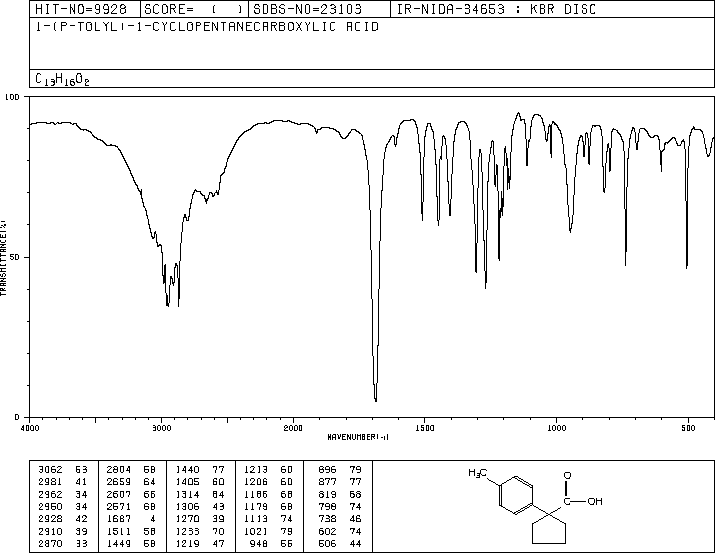 HIT-NO=9928 SCORE= ( ) SDBS-NO=23103 IR-NIDA-34653 : KBR DISC
1-(P-TOLYL)-1-CYCLOPENTANECARBOXYLIC ACID
C13H16O2
100
50
0
TRANSMITTANCE(%)
4000 3000 2000 1500 1000 500
WAVENUMBER(-1)
3062 53 2804 68 1440 77 1213 60 896 79
2981 41 2659 64 1405 60 1206 60 877 77
2962 34 2607 66 1314 84 1186 68 819 68
2950 34 2571 68 1306 43 1179 68 798 74
2928 42 1687 4 1270 39 1113 74 738 46
2910 39 1511 58 1233 70 1021 79 602 74
2870 33 1449 58 1219 47 948 55 506 44
H3C
O
C
OH